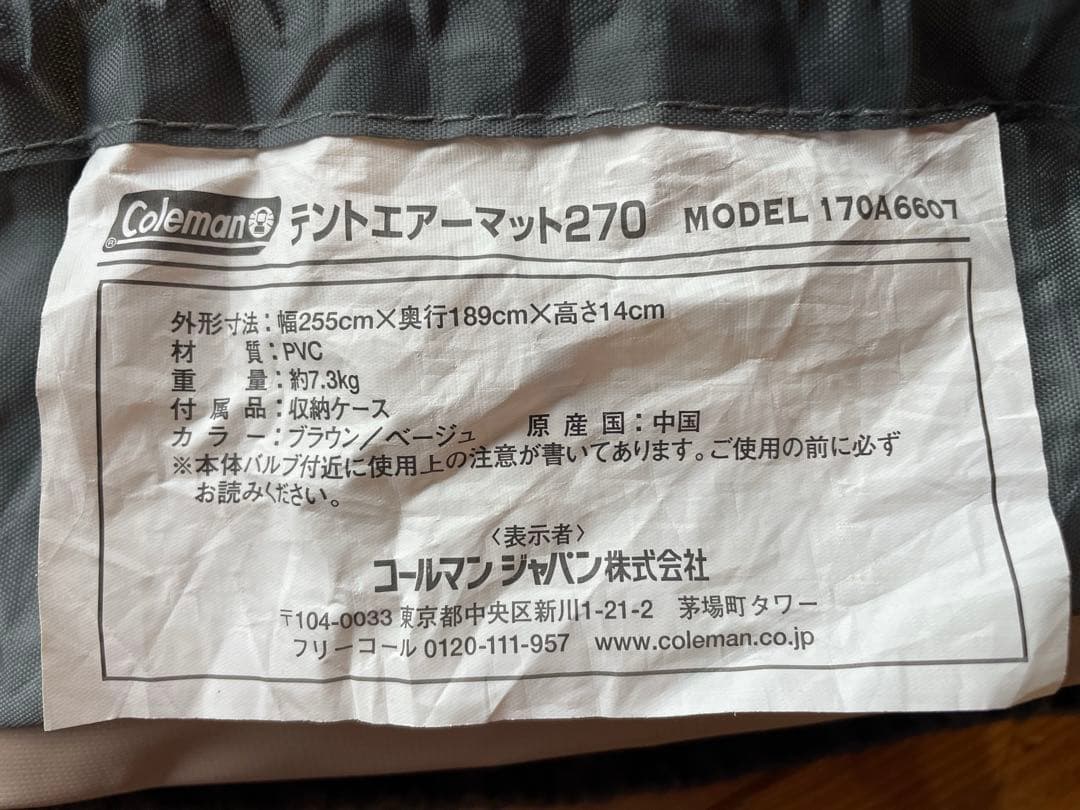 Coleman® テントエアーマット270 MODEL 170A6607
外形寸法：幅255cm×奥行189cm×高さ14cm
材 質：PVC
重 量：約7.3kg
付 属 品：収納ケース
カ ラ ー：ブラウン／ベージュ 原 産 国：中国
※本体バルブ付近に使用上の注意が書いてあります。ご使用の前に必ず
お読みください。
〈表示者〉
コールマン ジャパン株式会社
〒104-0033 東京都中央区新川1-21-2 茅場町タワー
フリーコール 0120-111-957 www.coleman.co.jp